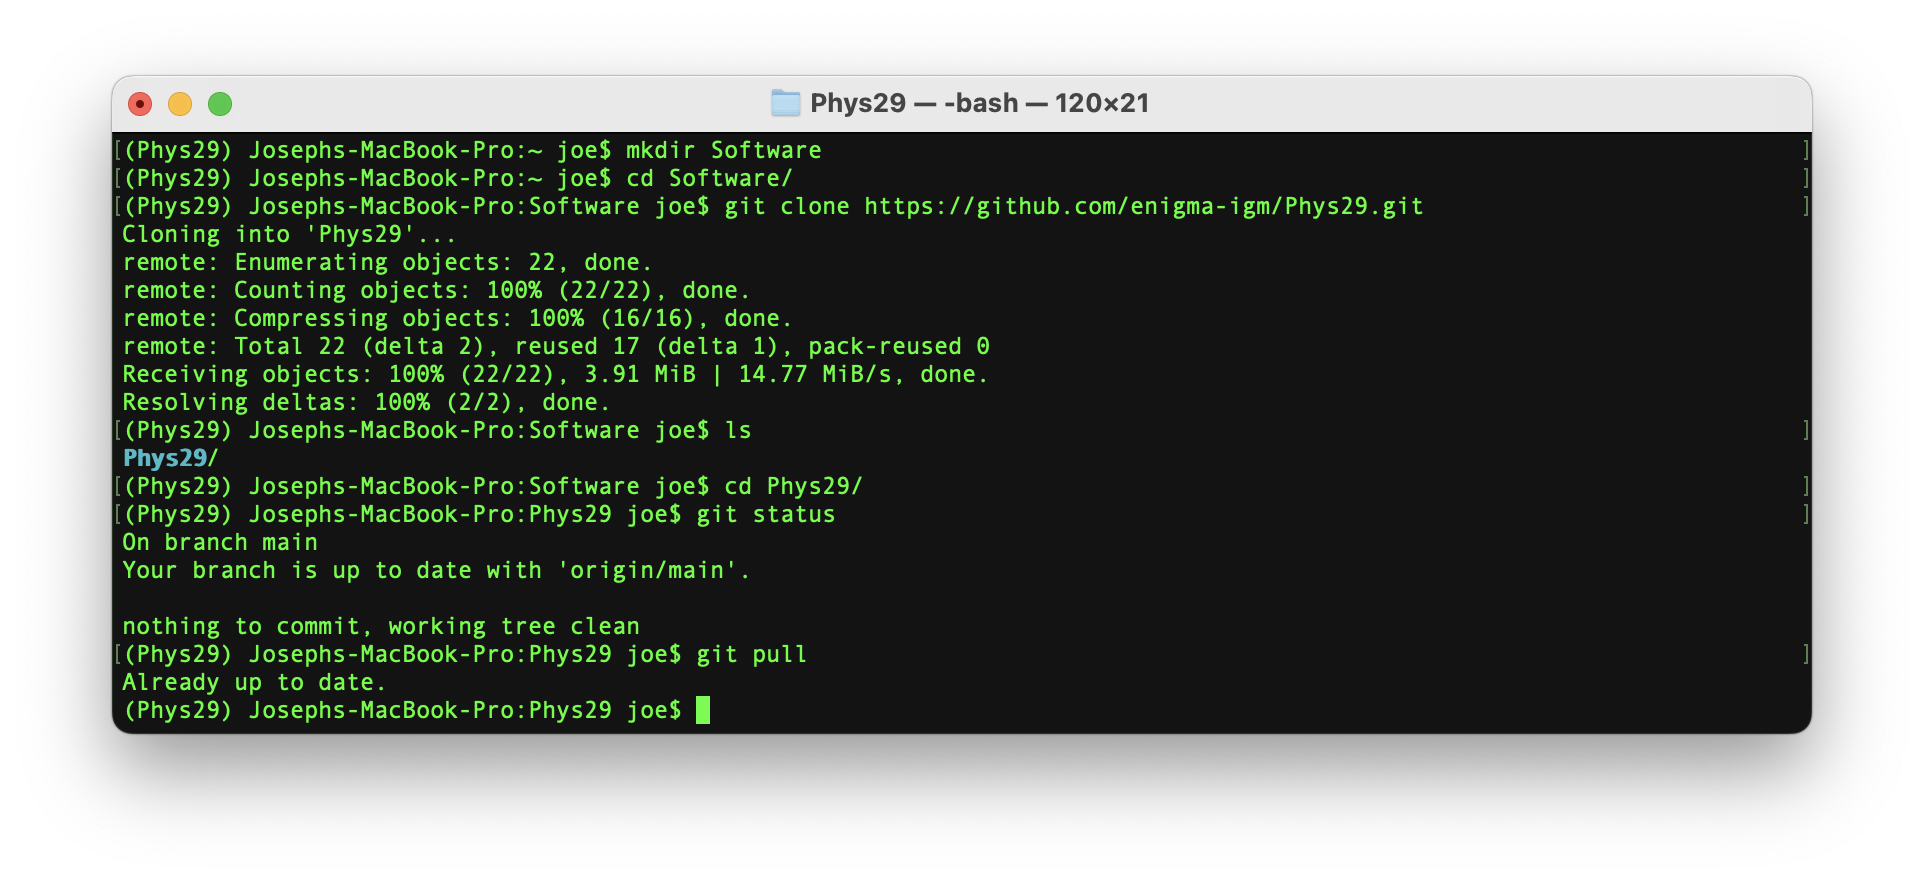 Phys29 — -bash — 120×21
[(Phys29) Josephs-MacBook-Pro:~ joe$ mkdir Software ]
[(Phys29) Josephs-MacBook-Pro:~ joe$ cd Software/ ]
[(Phys29) Josephs-MacBook-Pro:Software joe$ git clone https://github.com/enigma-igm/Phys29.git ]
Cloning into 'Phys29'...
remote: Enumerating objects: 22, done.
remote: Counting objects: 100% (22/22), done.
remote: Compressing objects: 100% (16/16), done.
remote: Total 22 (delta 2), reused 17 (delta 1), pack-reused 0
Receiving objects: 100% (22/22), 3.91 MiB | 14.77 MiB/s, done.
Resolving deltas: 100% (2/2), done.
[(Phys29) Josephs-MacBook-Pro:Software joe$ ls ]
Phys29/
[(Phys29) Josephs-MacBook-Pro:Software joe$ cd Phys29/ ]
[(Phys29) Josephs-MacBook-Pro:Phys29 joe$ git status ]
On branch main
Your branch is up to date with 'origin/main'.
nothing to commit, working tree clean
[(Phys29) Josephs-MacBook-Pro:Phys29 joe$ git pull ]
Already up to date.
(Phys29) Josephs-MacBook-Pro:Phys29 joe$